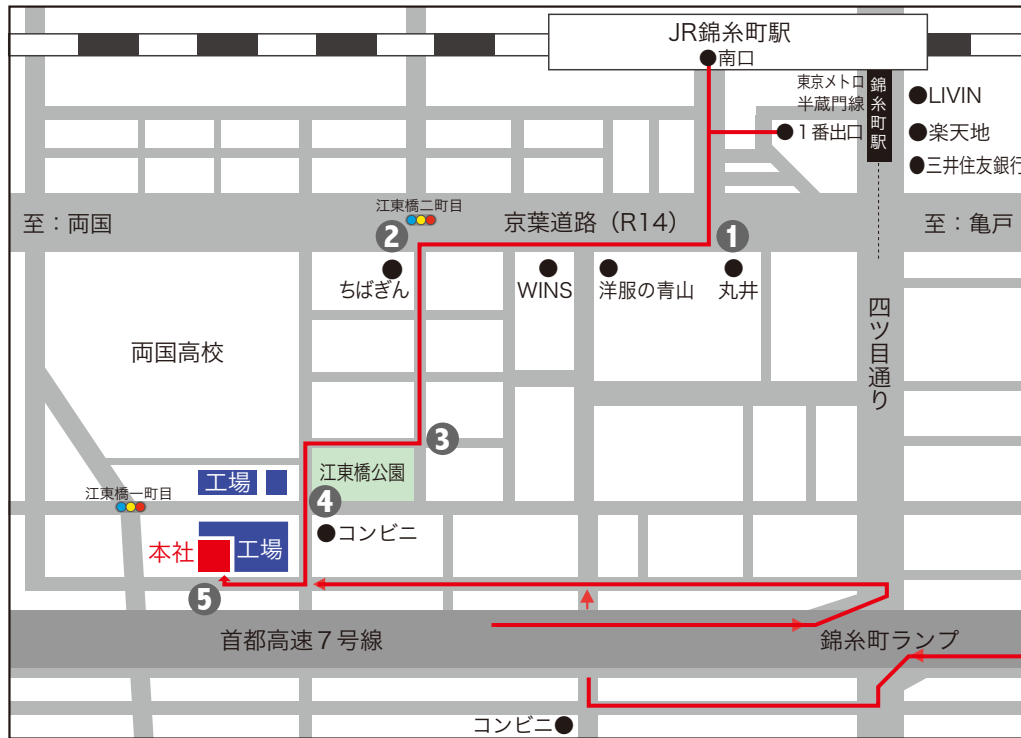 JR錦糸町駅
南口
東京メトロ
半蔵門線
錦糸町駅
●LIVIN
１番出口
●楽天地
●三井住友銀行
江東橋二町目
至：両国
京葉道路（R14）
至：亀戸
2
1
ちばぎん
WINS
洋服の青山
丸井
四ツ目通り
両国高校
3
江東橋公園
工場
江東橋一町目
4
コンビニ
本社
工場
5
首都高速７号線
錦糸町ランプ
コンビニ